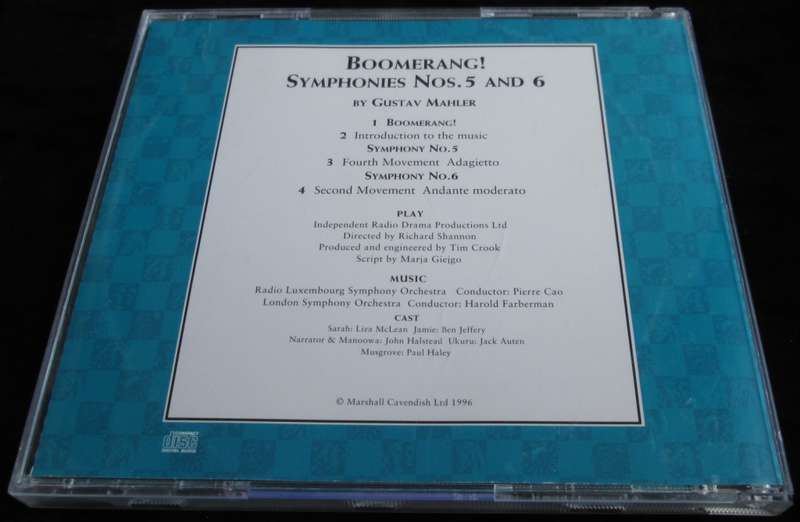 BOOMERANG!
SYMPHONIES NOS. 5 AND 6
BY GUSTAV MAHLER
1 BOOMERANG!
2 Introduction to the music
SYMPHONY NO.5
3 Fourth Movement Adagietto
SYMPHONY NO.6
4 Second Movement Andante moderato
PLAY
Independent Radio Drama Productions Ltd
Directed by Richard Shannon
Produced and engineered by Tim Crook
Script by Marja Giejgo
MUSIC
Radio Luxembourg Symphony Orchestra Conductor: Pierre Cao
London Symphony Orchestra Conductor: Harold Farberman
CAST
Sarah: Liza McLean Jamie: Ben Jeffery
Narrator & Manoowa: John Halstead Ukuru: Jack Auten
Musgrove: Paul Haley
© Marshall Cavendish Ltd 1996
COMPACT
disc
DIGITAL AUDIO